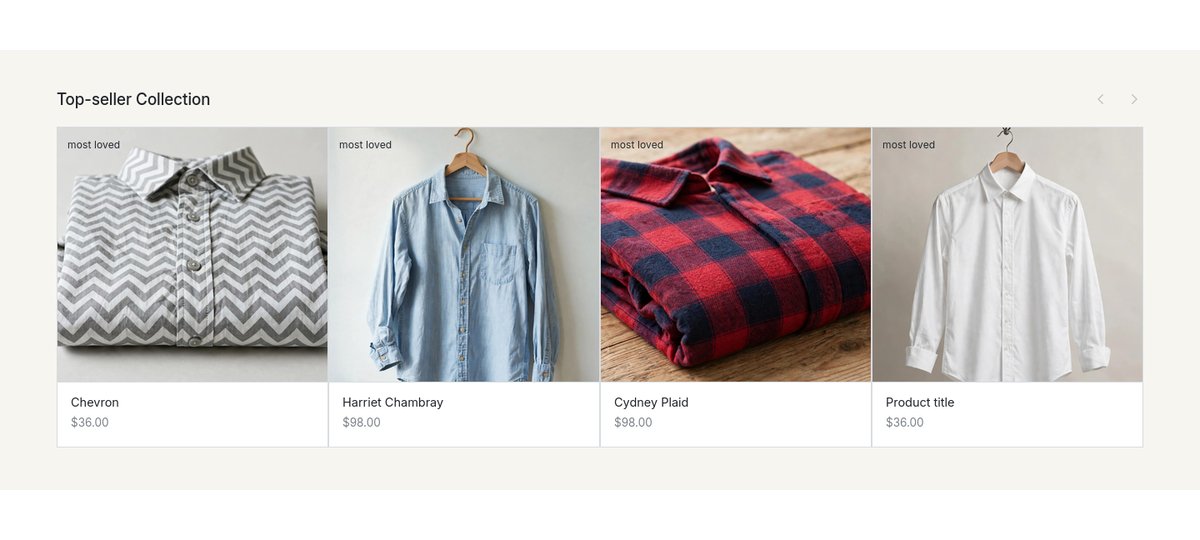 Top-seller Collection
most loved
most loved
most loved
most loved
Chevron
$36.00
Harriet Chambray
$98.00
Cydney Plaid
$98.00
Product title
$36.00